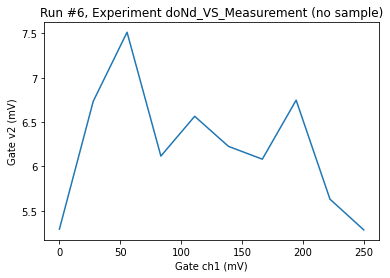 Run #6, Experiment doNd_VS_Measurement (no sample)
7.5
7
6.5
6
5.5
Gate v2 (mV)
0 50 100 150 200 250
Gate ch1 (mV)